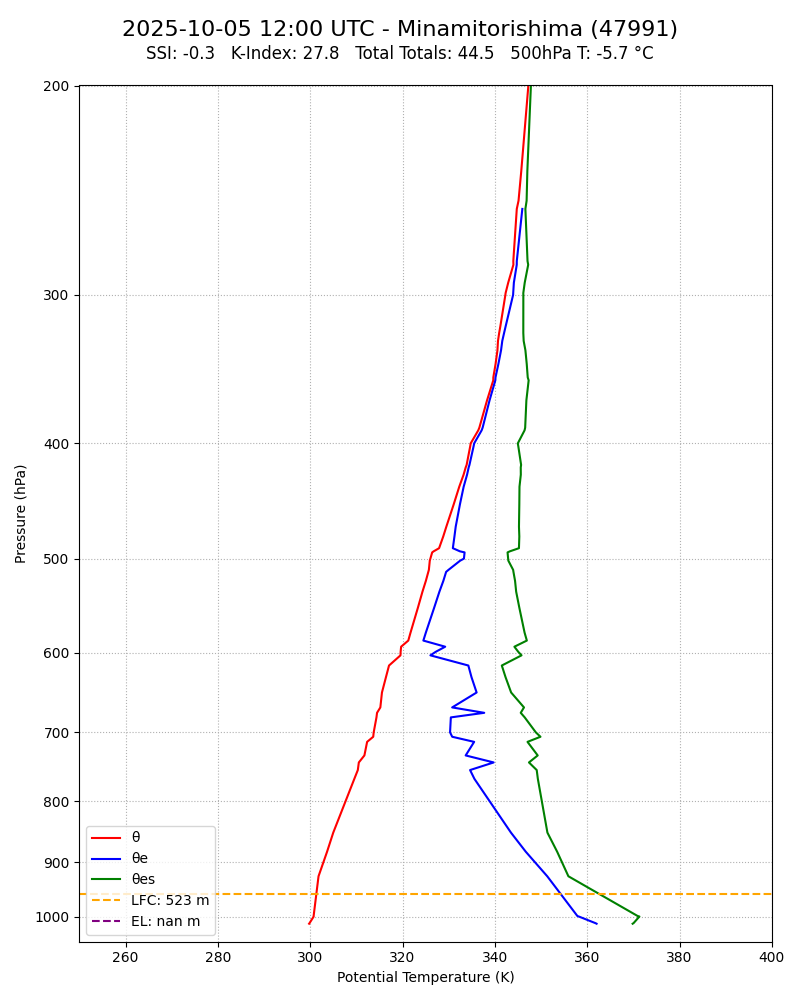 2025-10-05 12:00 UTC - Minamitorishima (47991)
SSI: -0.3   K-Index: 27.8   Total Totals: 44.5   500hPa T: -5.7 °C
Pressure (hPa)
200
300
400
500
600
700
800
900
1000
θ
θe
θes
LFC: 523 m
EL: nan m
260 280 300 320 340 360 380 400
Potential Temperature (K)